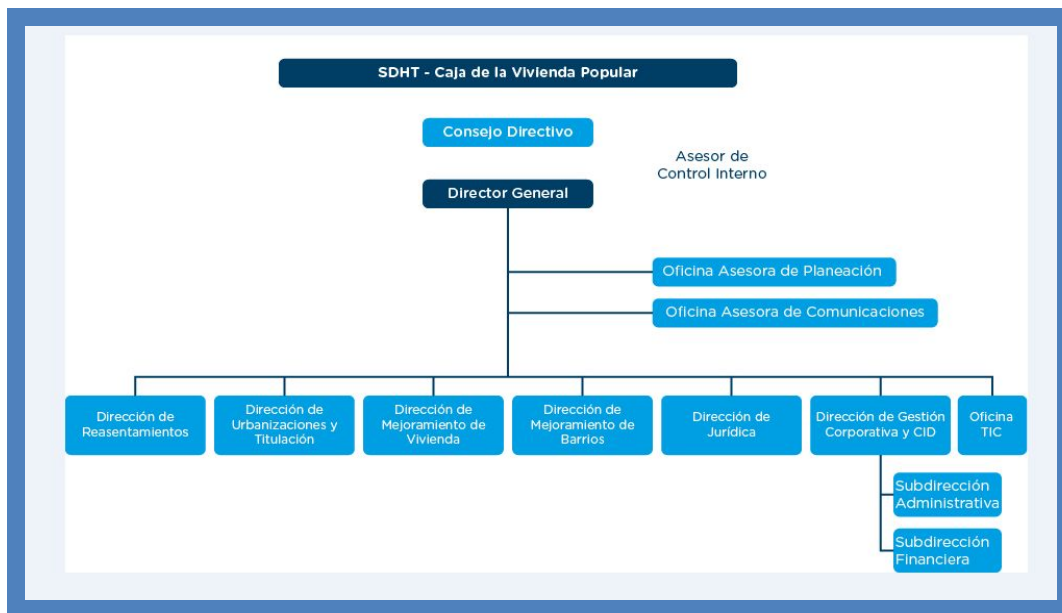 SDHT - Caja de la Vivienda Popular
Consejo Directivo
Asesor de
Control Interno
Director General
Oficina Asesora de Planeación
Oficina Asesora de Comunicaciones
Dirección de
Reasentamientos
Dirección de
Urbanizaciones y
Titulación
Dirección de
Mejoramiento de
Vivienda
Dirección de
Mejoramiento de
Barrios
Dirección de
Jurídica
Dirección de Gestión
Corporativa y CID
Oficina
TIC
Subdirección
Administrativa
Subdirección
Financiera